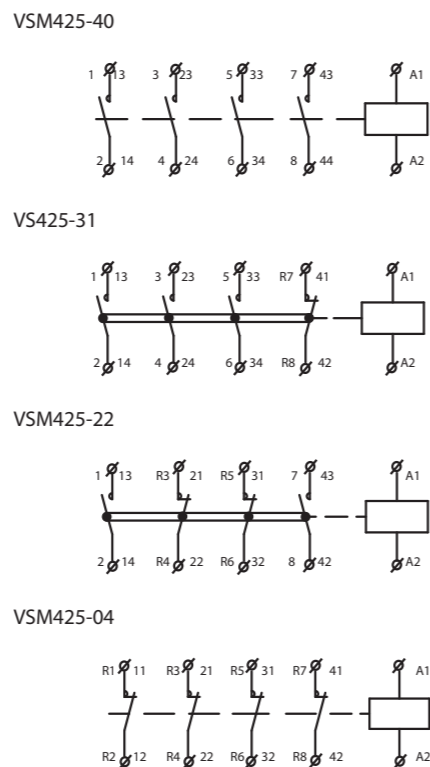 VSM425-40
1 13 3 23 5 33 7 43 A1
2 14 4 24 6 34 8 44 A2
VS425-31
1 13 3 23 5 33 R7 41 A1
2 14 4 24 6 34 R8 42 A2
VSM425-22
1 13 R3 21 R5 31 7 43 A1
2 14 R4 22 R6 32 8 42 A2
VSM425-04
R1 11 R3 21 R5 31 R7 41 A1
R2 12 R4 22 R6 32 R8 42 A2